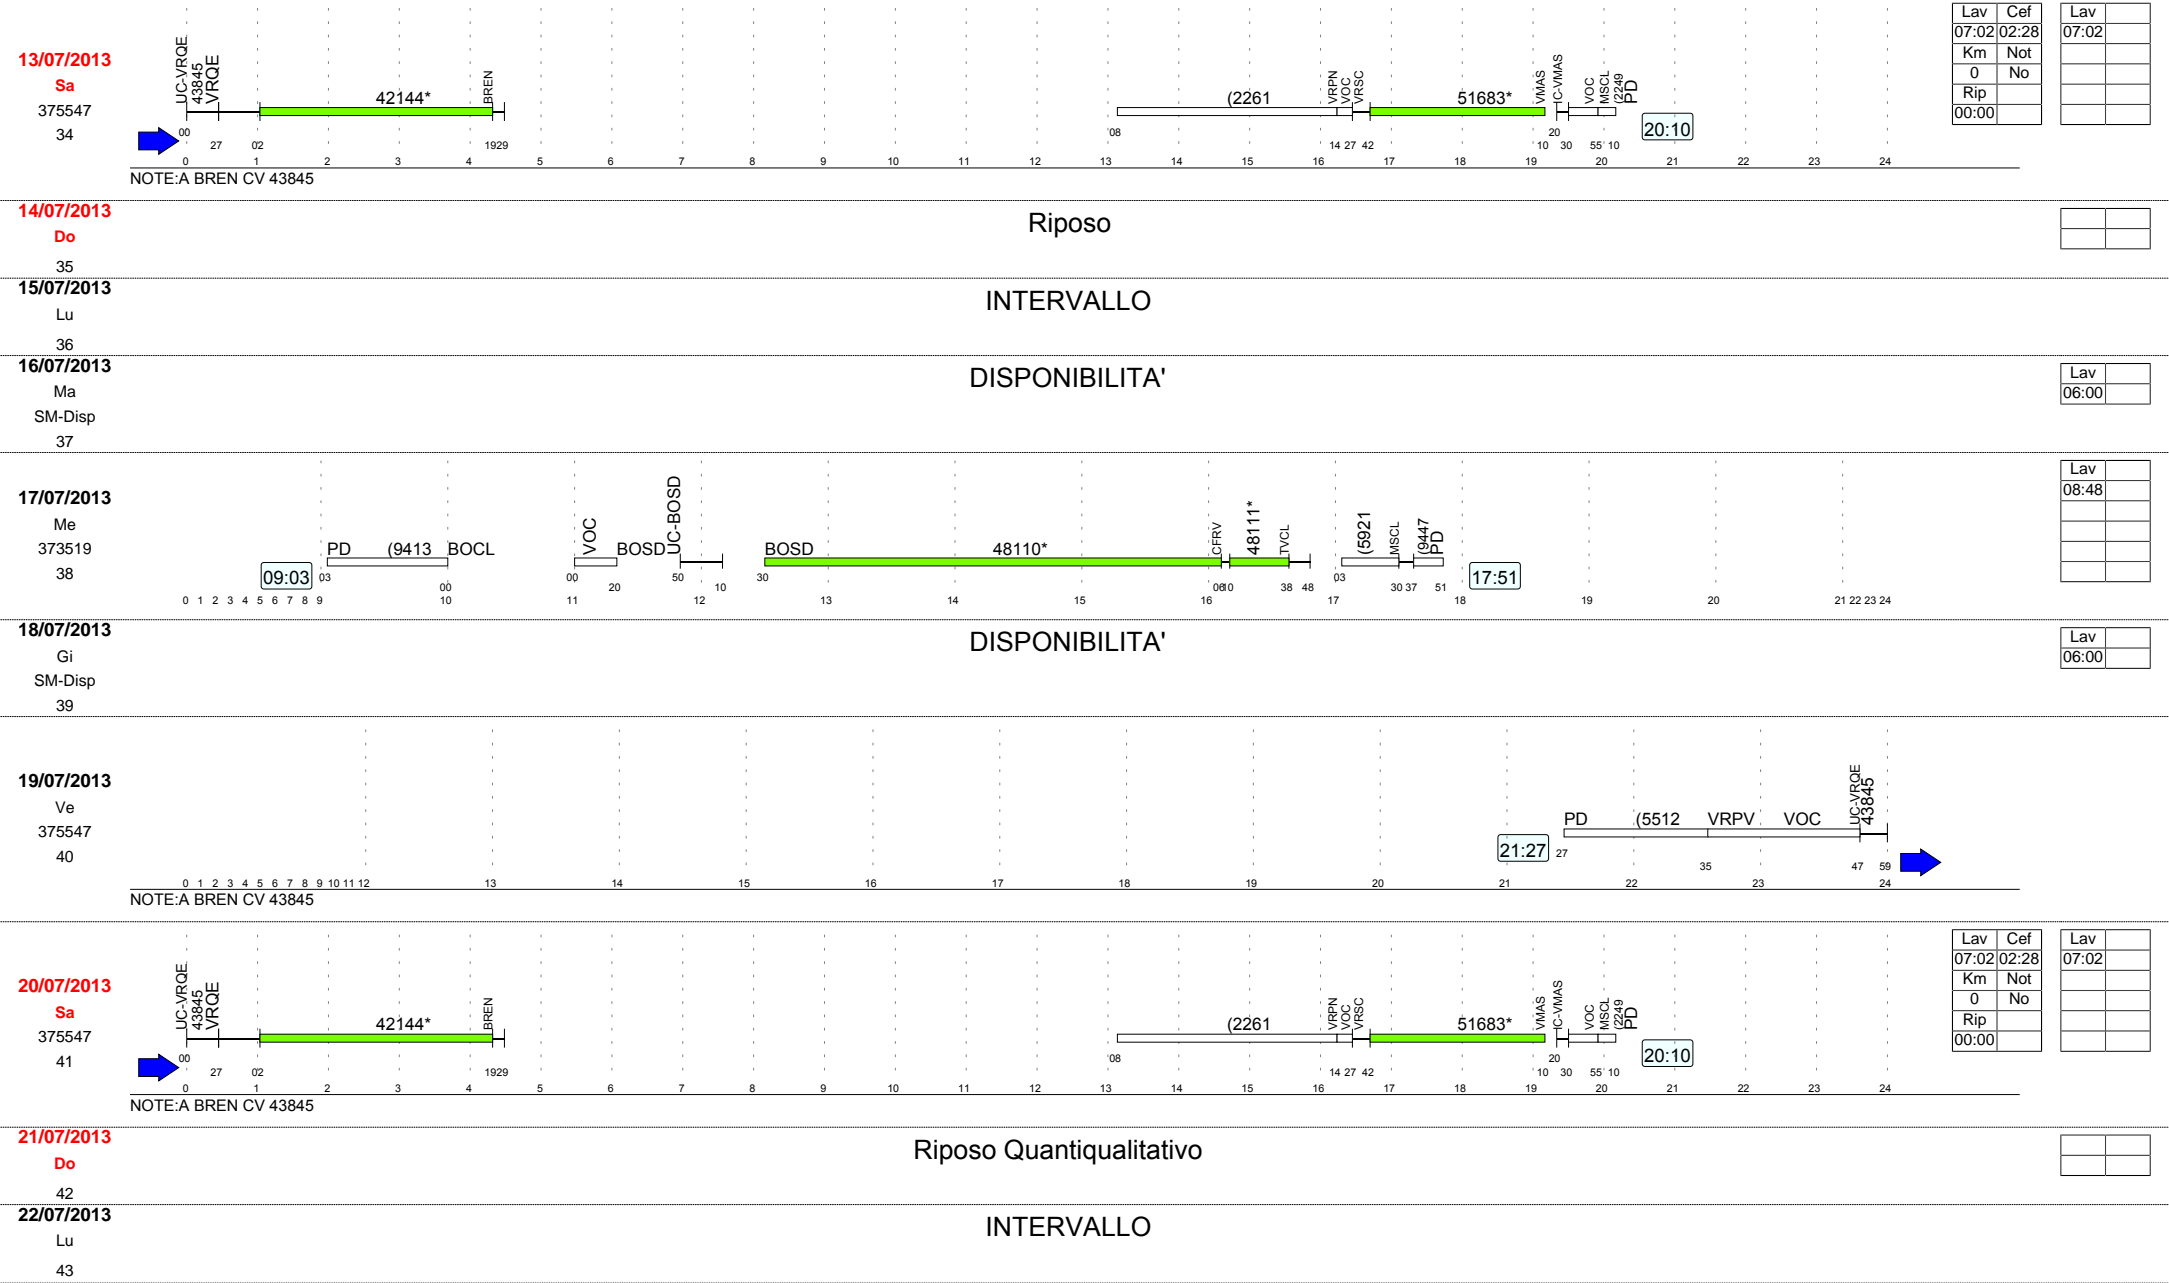 13/07/2013
Sa
375547
34
UC-VRQE
43845
VRQE
42144*
BREN
(2261
VRPN
VOC
VRSC
51683*
VMAS
IC-VMAS
VOC
MSCL
(2249
PD
20:10
00 27 02 1929 08 14 27 42 10 20 30 55 10
0 1 2 3 4 5 6 7 8 9 10 11 12 13 14 15 16 17 18 19 20 21 22 23 24
NOTE:A BREN CV 43845
Lav Cef
07:02 02:28
Km Not
0 No
Rip
00:00
Lav
07:02
14/07/2013
Do
35
Riposo
15/07/2013
Lu
36
INTERVALLO
16/07/2013
Ma
SM-Disp
37
DISPONIBILITA'
Lav
06:00
17/07/2013
Me
373519
38
09:03
PD (9413 BOCL
VOC
BOSD
UC-BOSD
BOSD 48110*
CFRV
48111*
TVCL
(5921
MSCL
(9447
PD
17:51
03 00 00 20 50 10 30 06 10 38 48 03 30 37 51
0 1 2 3 4 5 6 7 8 9 10 11 12 13 14 15 16 17 18 19 20 21 22 23 24
Lav
08:48
18/07/2013
Gi
SM-Disp
39
DISPONIBILITA'
Lav
06:00
19/07/2013
Ve
375547
40
21:27
PD (5512 VRPV VOC
UC-VRQE
43845
27 35 47 59
0 1 2 3 4 5 6 7 8 9 10 11 12 13 14 15 16 17 18 19 20 21 22 23 24
NOTE:A BREN CV 43845
20/07/2013
Sa
375547
41
UC-VRQE
43845
VRQE
42144*
BREN
(2261
VRPN
VOC
VRSC
51683*
VMAS
IC-VMAS
VOC
MSCL
(2249
PD
20:10
00 27 02 1929 08 14 27 42 10 20 30 55 10
0 1 2 3 4 5 6 7 8 9 10 11 12 13 14 15 16 17 18 19 20 21 22 23 24
NOTE:A BREN CV 43845
Lav Cef
07:02 02:28
Km Not
0 No
Rip
00:00
Lav
07:02
21/07/2013
Do
42
Riposo Quantiqualitativo
22/07/2013
Lu
43
INTERVALLO